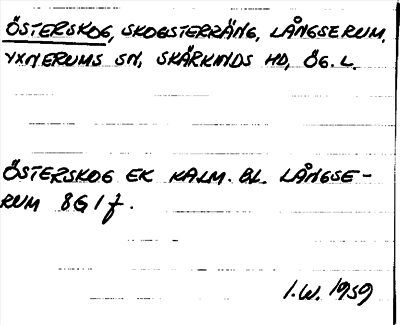 ÖSTERSKOG, SKOGSTERRÄNG, LÅNGSERUM,
YXNERUMS SN, SKÄRKINDS HD, ÖG. L.
ÖSTERSKOG EK KALM. BL. LÅNGSE-
RUM 8G1f.
I.W. 1959